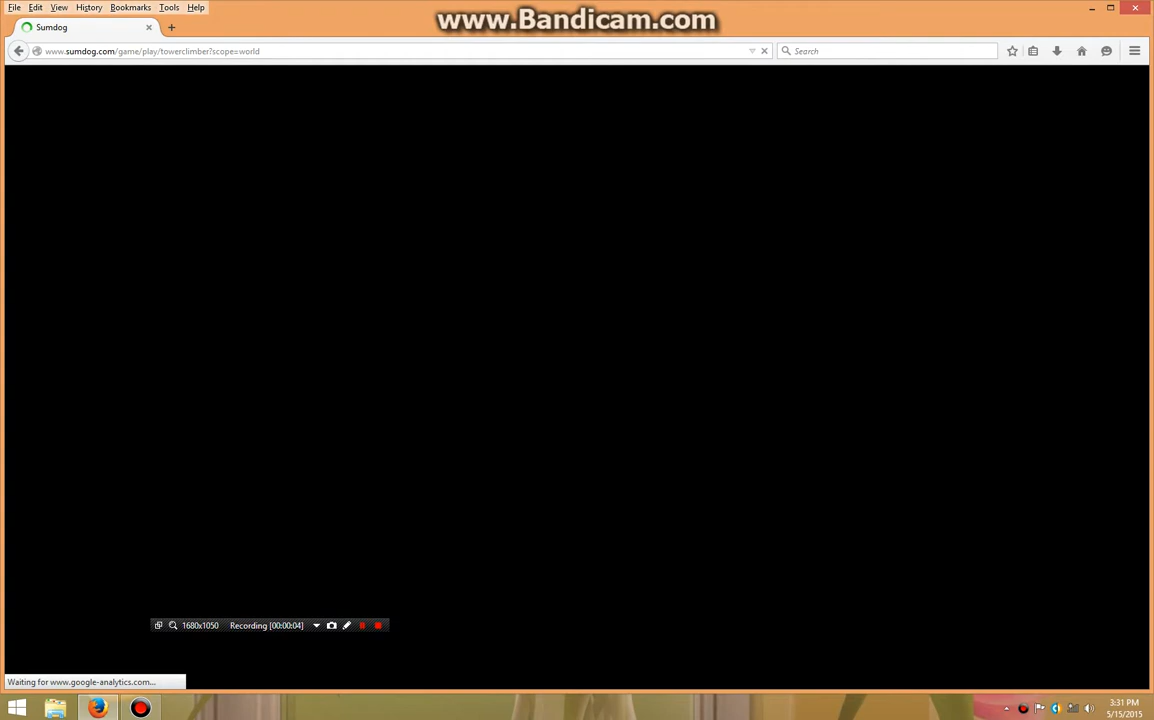 File Edit View History Bookmarks Tools Help
www.Bandicam.com
Sumdog
www.sumdog.com/game/play/towerclimber?scope=world
Search
1680x1050 Recording [00:00:04]
Waiting for www.google-analytics.com...
3:31 PM
5/15/2015